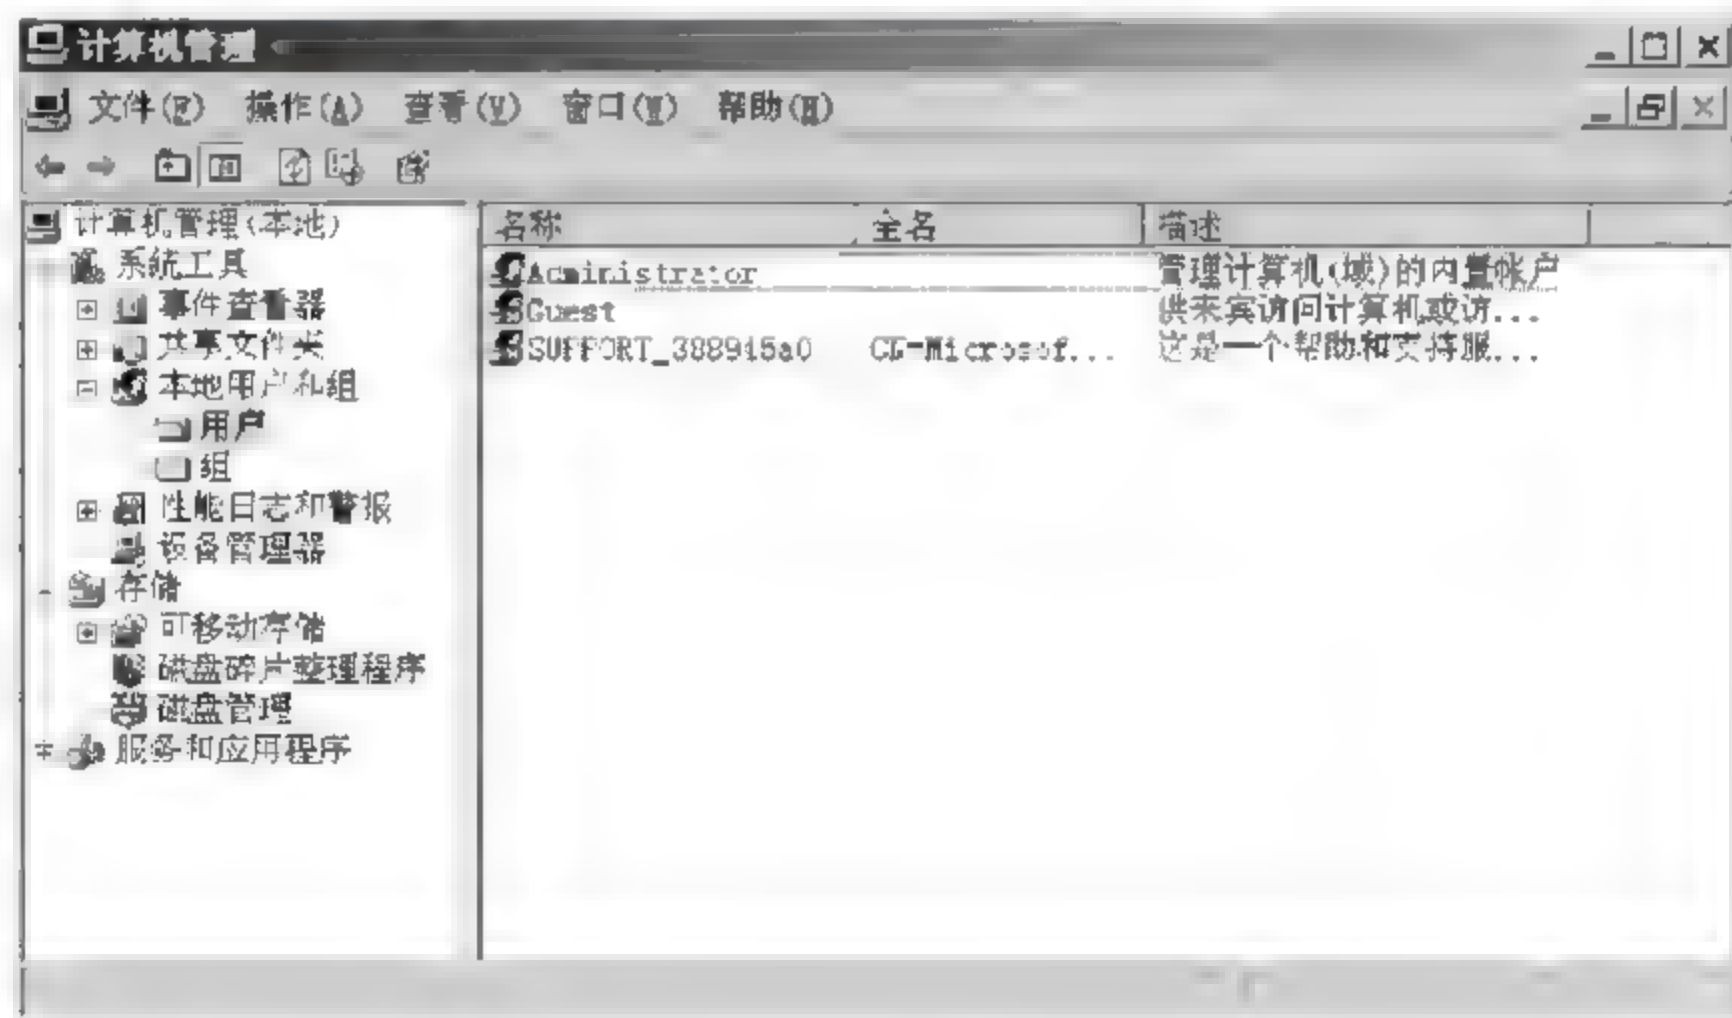 计算机管理
文件(F) 操作(A) 查看(V) 窗口(W) 帮助(H)
计算机管理(本地)
系统工具
事件查看器
共享文件夹
本地用户和组
用户
组
性能日志和警报
设备管理器
存储
可移动存储
磁盘碎片整理程序
磁盘管理
服务和应用程序
名称 全名 描述
Administrator 管理计算机(域)的内置帐户
Guest 供来宾访问计算机或访...
SUPPORT_388945a0 CN=Microsof... 这是一个帮助和支持服...